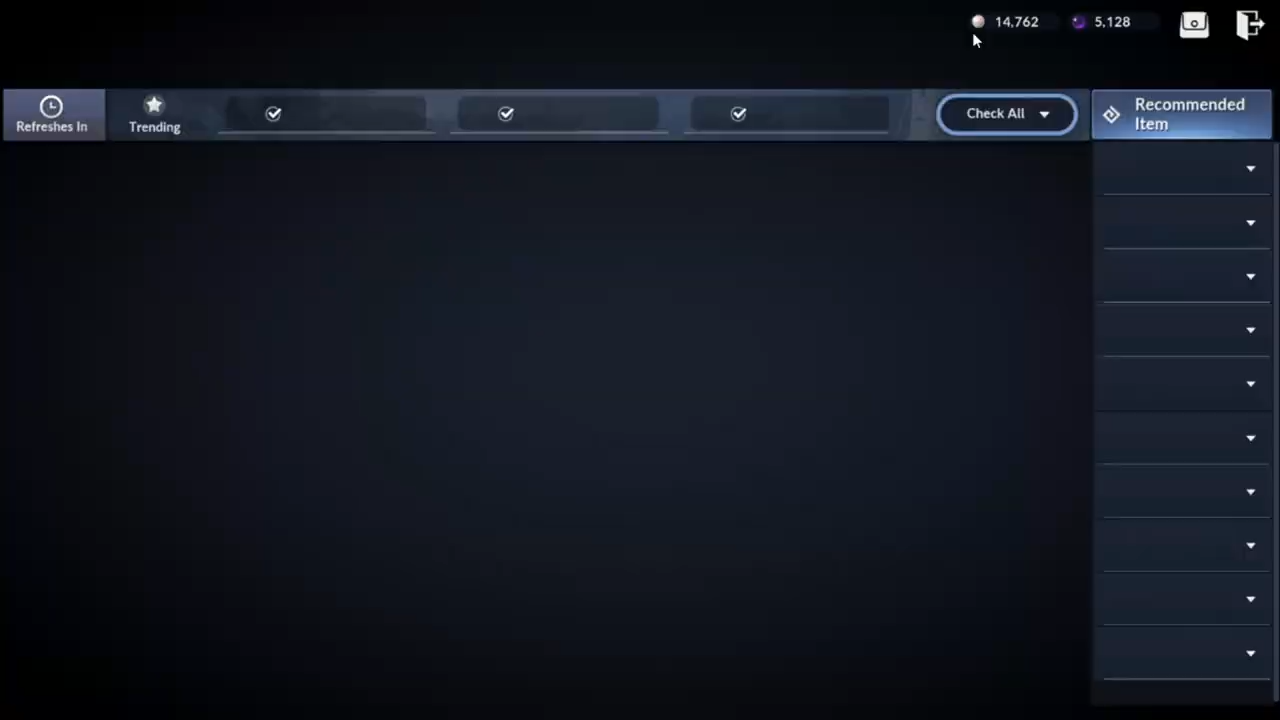 14,762 5,128
Refreshes In
Trending
Check All
Recommended
Item